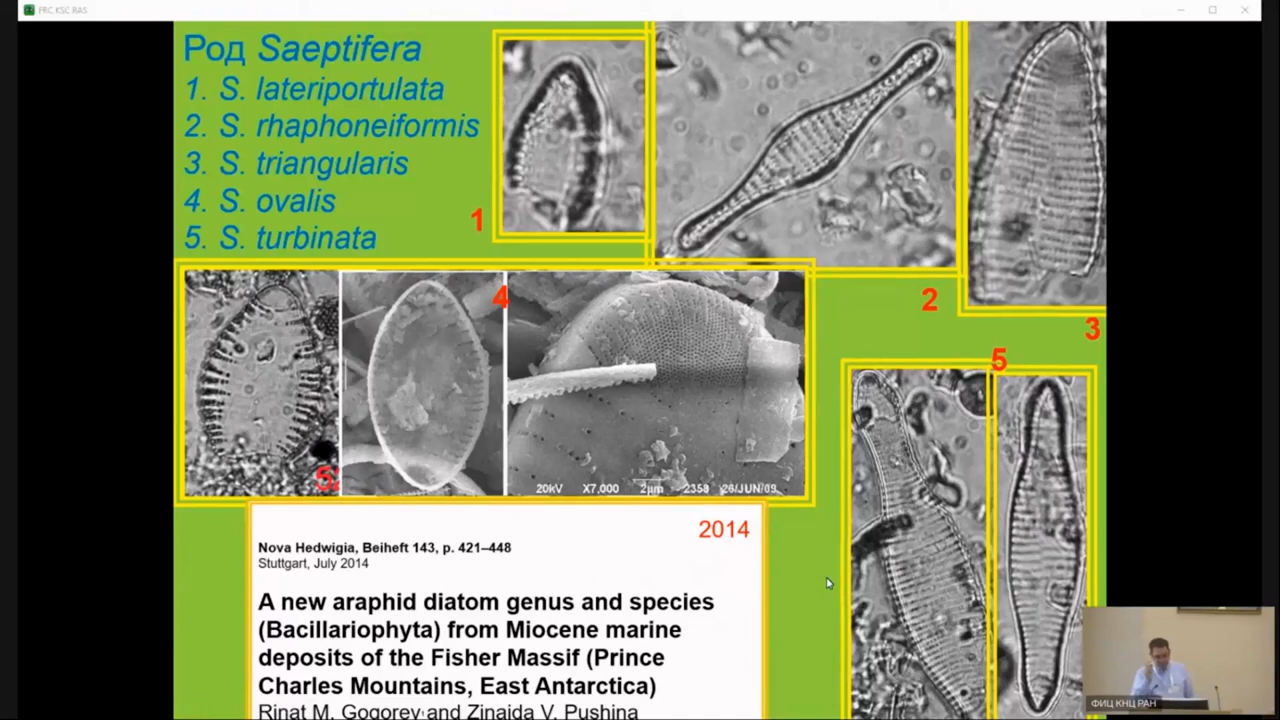 FRC KSC RAS
Род Saeptifera
1. S. lateriportulata
2. S. rhaphoneiformis
3. S. triangularis
4. S. ovalis
5. S. turbinata
1
2
3
4
5
20kV X7,000 2µm 2358 26/JUN/09
2014
Nova Hedwigia, Beiheft 143, p. 421–448
Stuttgart, July 2014
A new araphid diatom genus and species
(Bacillariophyta) from Miocene marine
deposits of the Fisher Massif (Prince
Charles Mountains, East Antarctica)
Rinat M. Gogorev and Zinaida V. Pushina
ФИЦ КНЦ РАН